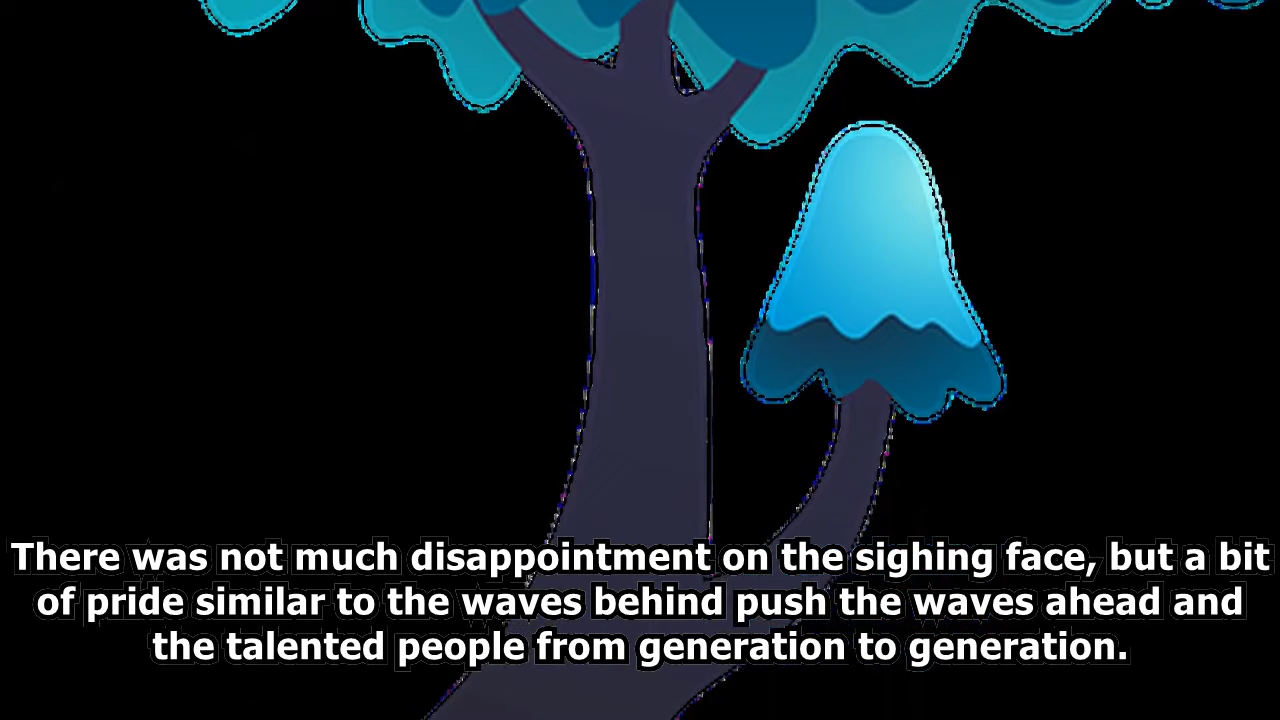 There was not much disappointment on the sighing face, but a bit
of pride similar to the waves behind push the waves ahead and
the talented people from generation to generation.